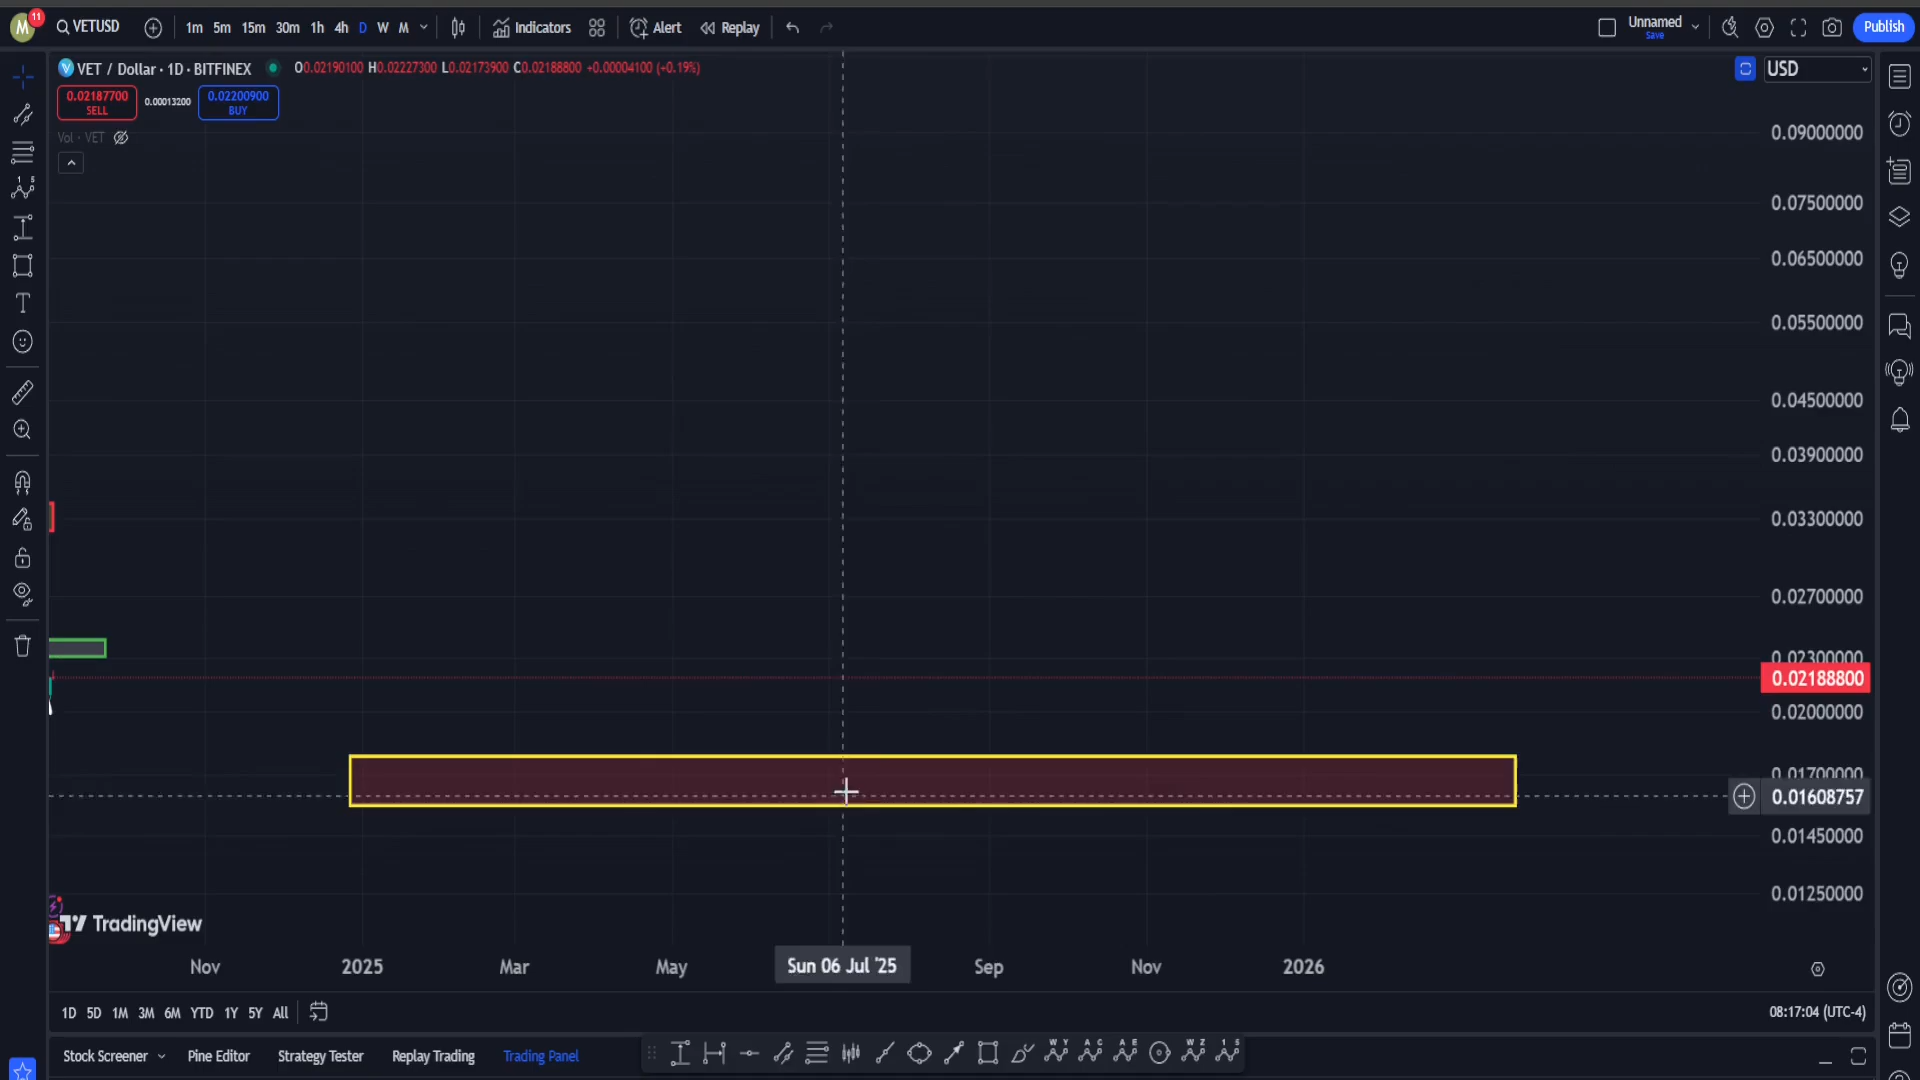 M
11
VETUSD
1m 5m 15m 30m 1h 4h D W M
Indicators
Alert
Replay
Unnamed
Save
Publish
VET / Dollar · 1D · BITFINEX
O0.02190100 H0.02227300 L0.02173900 C0.02188800 +0.00004100 (+0.19%)
USD
0.02187700
SELL
0.00013200
0.02200900
BUY
Vol · VET
0.09000000
0.07500000
0.06500000
0.05500000
0.04500000
0.03900000
0.03300000
0.02700000
0.02300000
0.02188800
0.02000000
0.01700000
0.01608757
0.01450000
0.01250000
TradingView
Nov 2025 Mar May Sun 06 Jul '25 Sep Nov 2026
1D 5D 1M 3M 6M YTD 1Y 5Y All
08:17:04 (UTC-4)
Stock Screener Pine Editor Strategy Tester Replay Trading Trading Panel